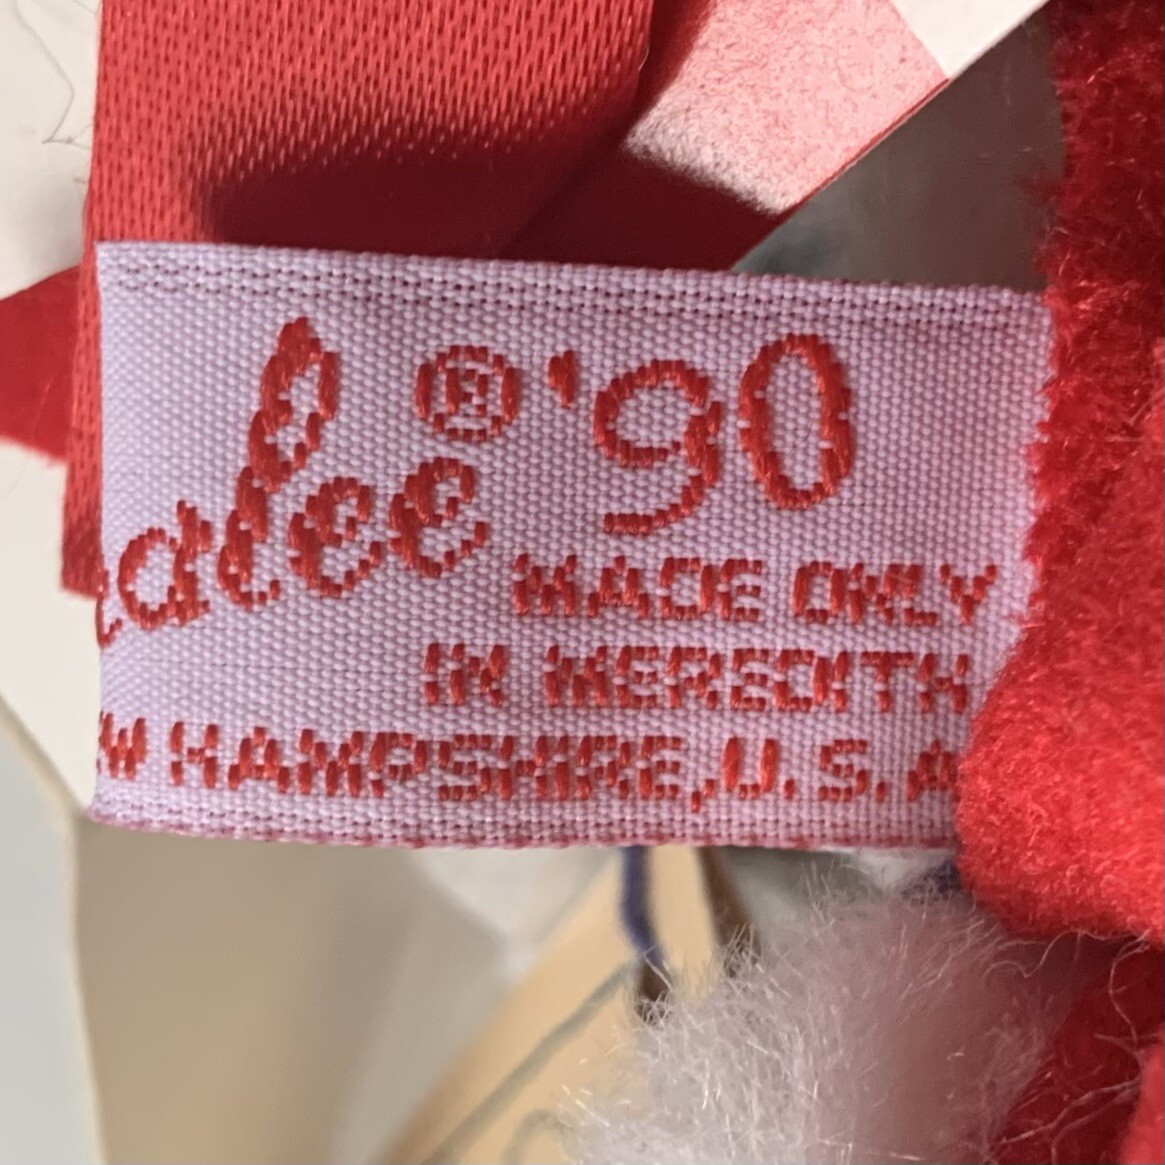 alee ® '90
MADE ONLY
IN MEREDITH
W HAMPSHIRE, U.S.A